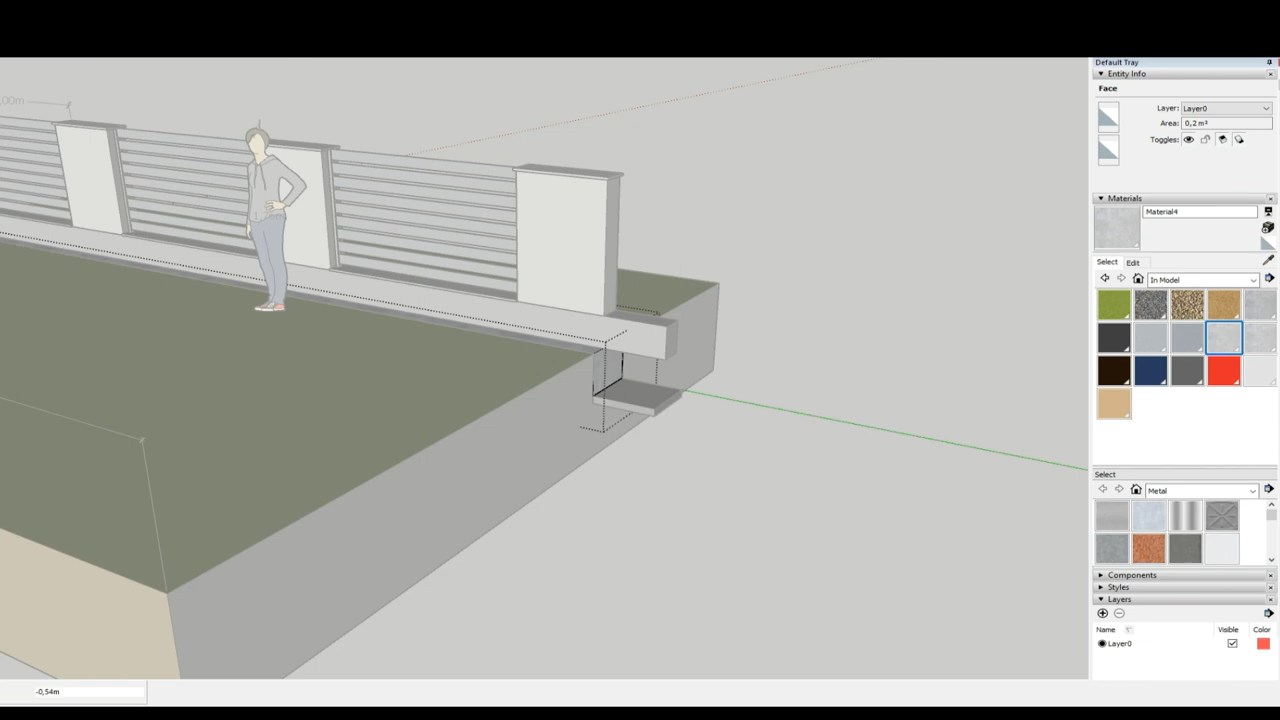 ,00m
Default Tray
Entity Info
Face
Layer: Layer0
Area: 0,2 m²
Toggles:
Materials
Material4
Select Edit
In Model
Select
Metal
Components
Styles
Layers
Name Visible Color
Layer0
-0,54m